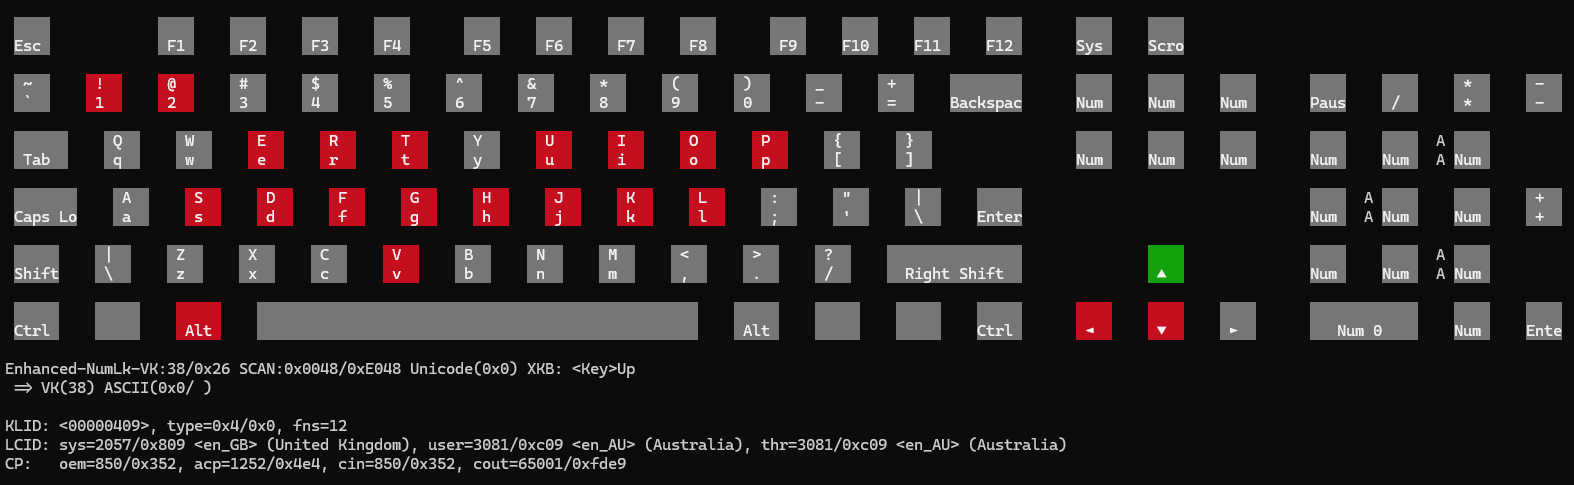 Esc F1 F2 F3 F4 F5 F6 F7 F8 F9 F10 F11 F12 Sys Scro
~ ! @ # $ % ^ & * ( ) _ + * -
` 1 2 3 4 5 6 7 8 9 0 - = Backspac Num Num Num Paus / * -
Q W E R T Y U I O P { } A
Tab q w e r t y u i o p [ ] Num Num Num Num Num A Num
A S D F G H J K L : " | A +
Caps Lo a s d f g h j k l ; ' \ Enter Num A Num Num +
| Z X C V B N M < > ? A
Shift \ z x c v b n m , . / Right Shift ▲ Num Num A Num
Ctrl Alt Alt Ctrl ◄ ▼ ► Num 0 Num Ente
Enhanced-NumLk-VK:38/0x26 SCAN:0x0048/0xE048 Unicode(0x0) XKB: <Key>Up
=> VK(38) ASCII(0x0/ )
KLID: <00000409>, type=0x4/0x0, fns=12
LCID: sys=2057/0x809 <en_GB> (United Kingdom), user=3081/0xc09 <en_AU> (Australia), thr=3081/0xc09 <en_AU> (Australia)
CP: oem=850/0x352, acp=1252/0x4e4, cin=850/0x352, cout=65001/0xfde9